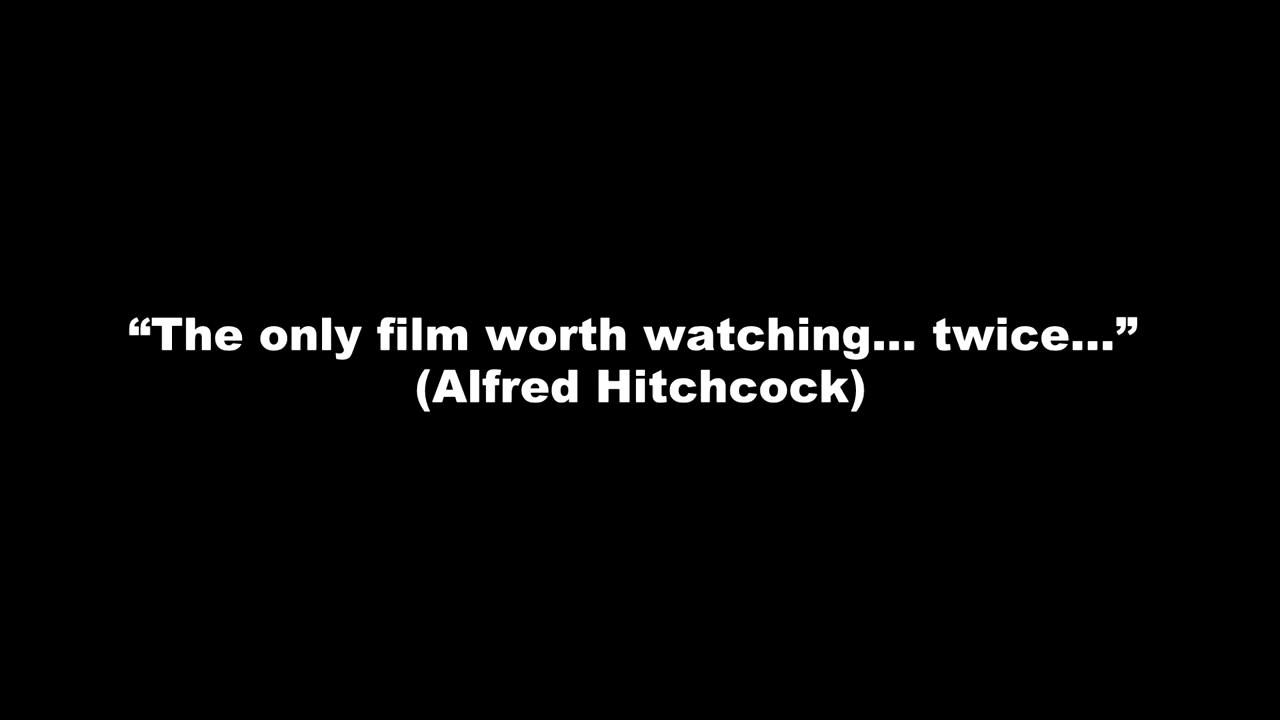 “The only film worth watching... twice...”
(Alfred Hitchcock)